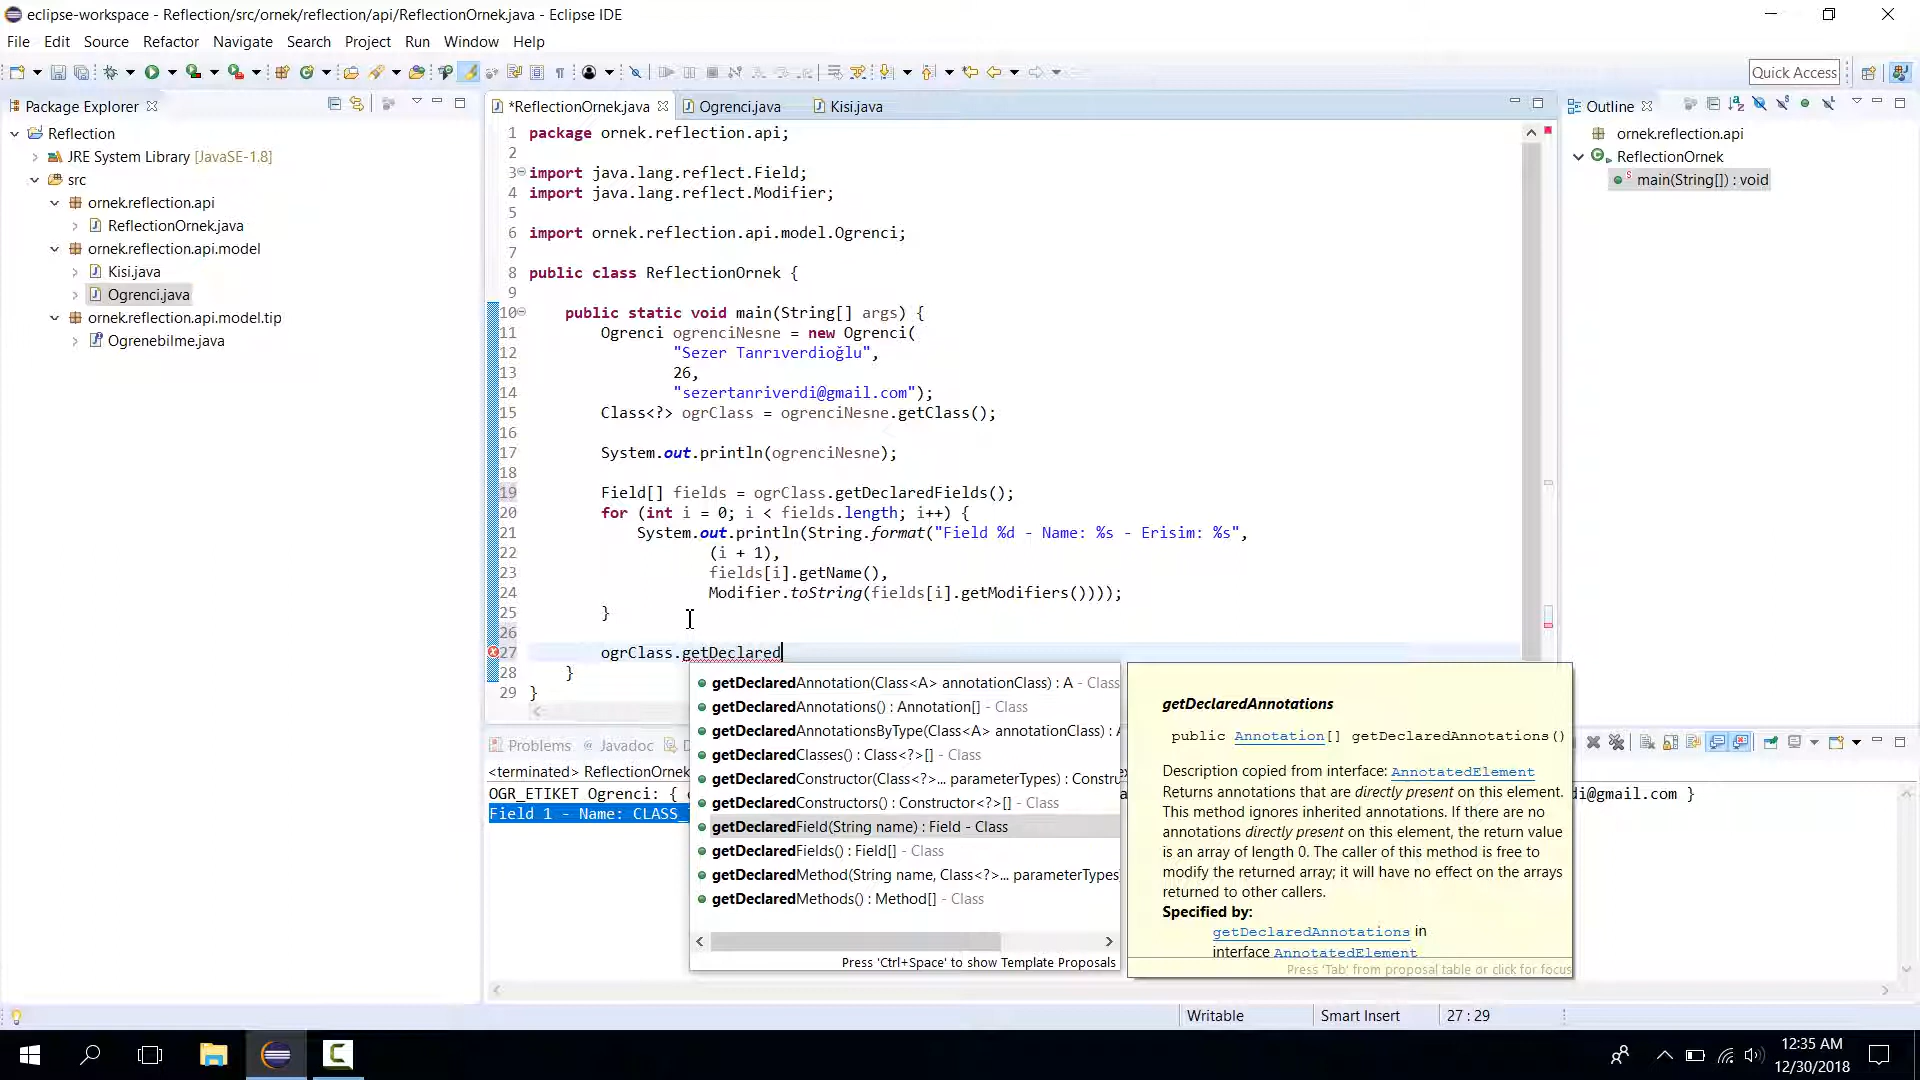 eclipse-workspace - Reflection/src/ornek/reflection/api/ReflectionOrnek.java - Eclipse IDE
File Edit Source Refactor Navigate Search Project Run Window Help
Quick Access
Package Explorer
Reflection
JRE System Library [JavaSE-1.8]
src
ornek.reflection.api
ReflectionOrnek.java
ornek.reflection.api.model
Kisi.java
Ogrenci.java
ornek.reflection.api.model.tip
Ogrenebilme.java
*ReflectionOrnek.java Ogrenci.java Kisi.java
1 package ornek.reflection.api;
2
3 import java.lang.reflect.Field;
4 import java.lang.reflect.Modifier;
5
6 import ornek.reflection.api.model.Ogrenci;
7
8 public class ReflectionOrnek {
9
10 public static void main(String[] args) {
11 Ogrenci ogrenciNesne = new Ogrenci(
12 "Sezer Tanrıverdioğlu",
13 26,
14 "sezertanriverdi@gmail.com");
15 Class<?> ogrClass = ogrenciNesne.getClass();
16
17 System.out.println(ogrenciNesne);
18
19 Field[] fields = ogrClass.getDeclaredFields();
20 for (int i = 0; i < fields.length; i++) {
21 System.out.println(String.format("Field %d - Name: %s - Erisim: %s",
22 (i + 1),
23 fields[i].getName(),
24 Modifier.toString(fields[i].getModifiers())));
25 }
26
27 ogrClass.getDeclared
28 }
29 }
getDeclaredAnnotation(Class<A> annotationClass) : A - Class
getDeclaredAnnotations() : Annotation[] - Class
getDeclaredAnnotationsByType(Class<A> annotationClass) : A
getDeclaredClasses() : Class<?>[] - Class
getDeclaredConstructor(Class<?>... parameterTypes) : Constru
getDeclaredConstructors() : Constructor<?>[] - Class
getDeclaredField(String name) : Field - Class
getDeclaredFields() : Field[] - Class
getDeclaredMethod(String name, Class<?>... parameterTypes
getDeclaredMethods() : Method[] - Class
Press 'Ctrl+Space' to show Template Proposals
getDeclaredAnnotations
public Annotation[] getDeclaredAnnotations()
Description copied from interface: AnnotatedElement
Returns annotations that are directly present on this element.
This method ignores inherited annotations. If there are no
annotations directly present on this element, the return value
is an array of length 0. The caller of this method is free to
modify the returned array; it will have no effect on the arrays
returned to other callers.
Specified by:
getDeclaredAnnotations in
interface AnnotatedElement
Press 'Tab' from proposal table or click for focus
Outline
ornek.reflection.api
ReflectionOrnek
main(String[]) : void
Problems Javadoc D
<terminated> ReflectionOrnek
OGR_ETIKET Ogrenci: { di@gmail.com }
Field 1 - Name: CLASS_
Writable Smart Insert 27 : 29
12:35 AM
12/30/2018